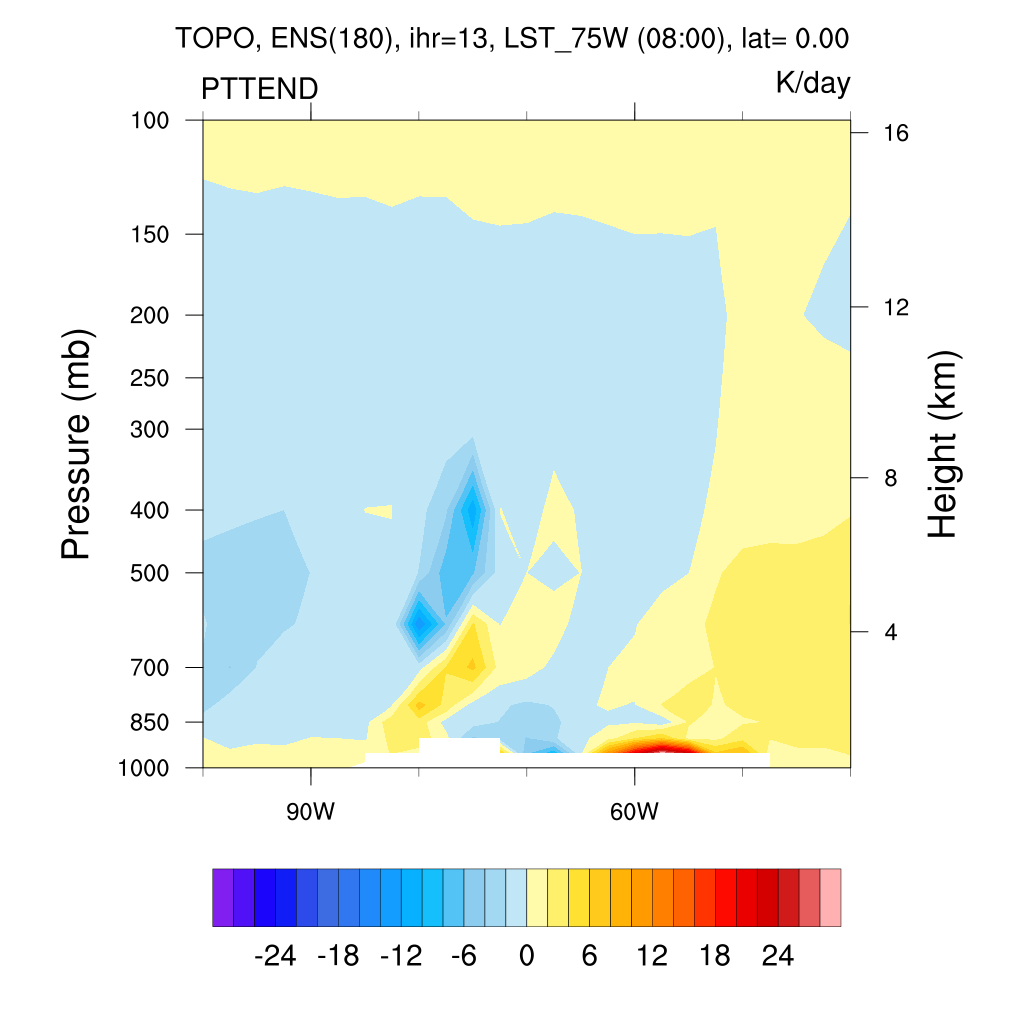 TOPO, ENS(180), ihr=13, LST_75W (08:00), lat= 0.00
PTTEND
K/day
100
150
200
250
300
400
500
700
850
1000
Pressure (mb)
16
12
8
4
Height (km)
90W
60W
-24 -18 -12 -6 0 6 12 18 24